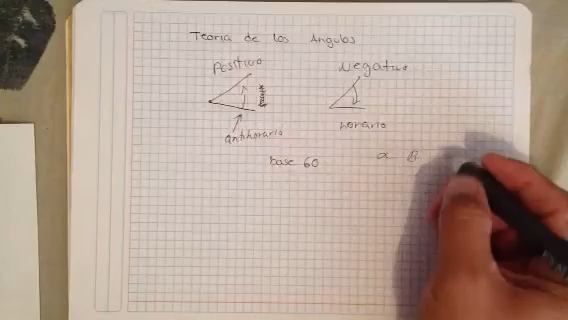 Teoria de los Angulos
Positivo Negativo
antihorario horario
base 60 α β